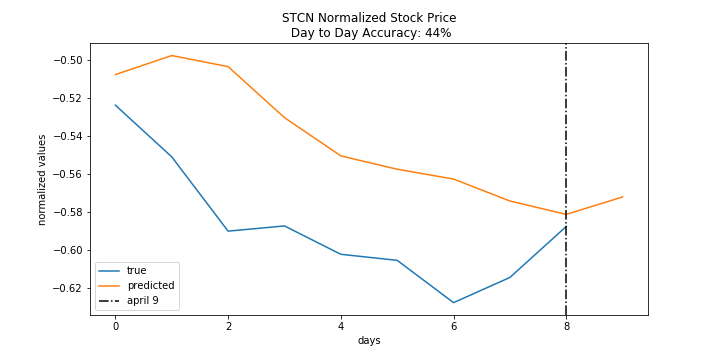 STCN Normalized Stock Price
Day to Day Accuracy: 44%
normalized values
−0.50
−0.52
−0.54
−0.56
−0.58
−0.60
−0.62
true
predicted
april 9
0
2
4
6
8
days